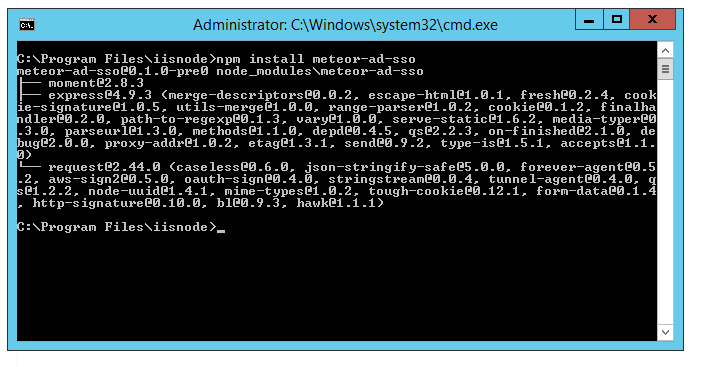 Administrator: C:\Windows\system32\cmd.exe
C:\Program Files\iisnode>npm install meteor-ad-sso
meteor-ad-sso@0.1.0-pre0 node_modules\meteor-ad-sso
├── moment@2.8.3
├── express@4.9.3 (merge-descriptors@0.0.2, escape-html@1.0.1, fresh@0.2.4, cook
ie-signature@1.0.5, utils-merge@1.0.0, range-parser@1.0.2, cookie@0.1.2, finalha
ndler@0.2.0, path-to-regexp@0.1.3, vary@1.0.0, serve-static@1.6.2, media-typer@0
.3.0, parseurl@1.3.0, methods@1.1.0, depd@0.4.5, qs@2.2.3, on-finished@2.1.0, de
bug@2.0.0, proxy-addr@1.0.2, etag@1.3.1, send@0.9.2, type-is@1.5.1, accepts@1.1.
0)
└── request@2.44.0 (caseless@0.6.0, json-stringify-safe@5.0.0, forever-agent@0.5
.2, aws-sign2@0.5.0, oauth-sign@0.4.0, stringstream@0.0.4, tunnel-agent@0.4.0, q
s@1.2.2, node-uuid@1.4.1, mime-types@1.0.2, tough-cookie@0.12.1, form-data@0.1.4
, http-signature@0.10.0, bl@0.9.3, hawk@1.1.1)
C:\Program Files\iisnode>_